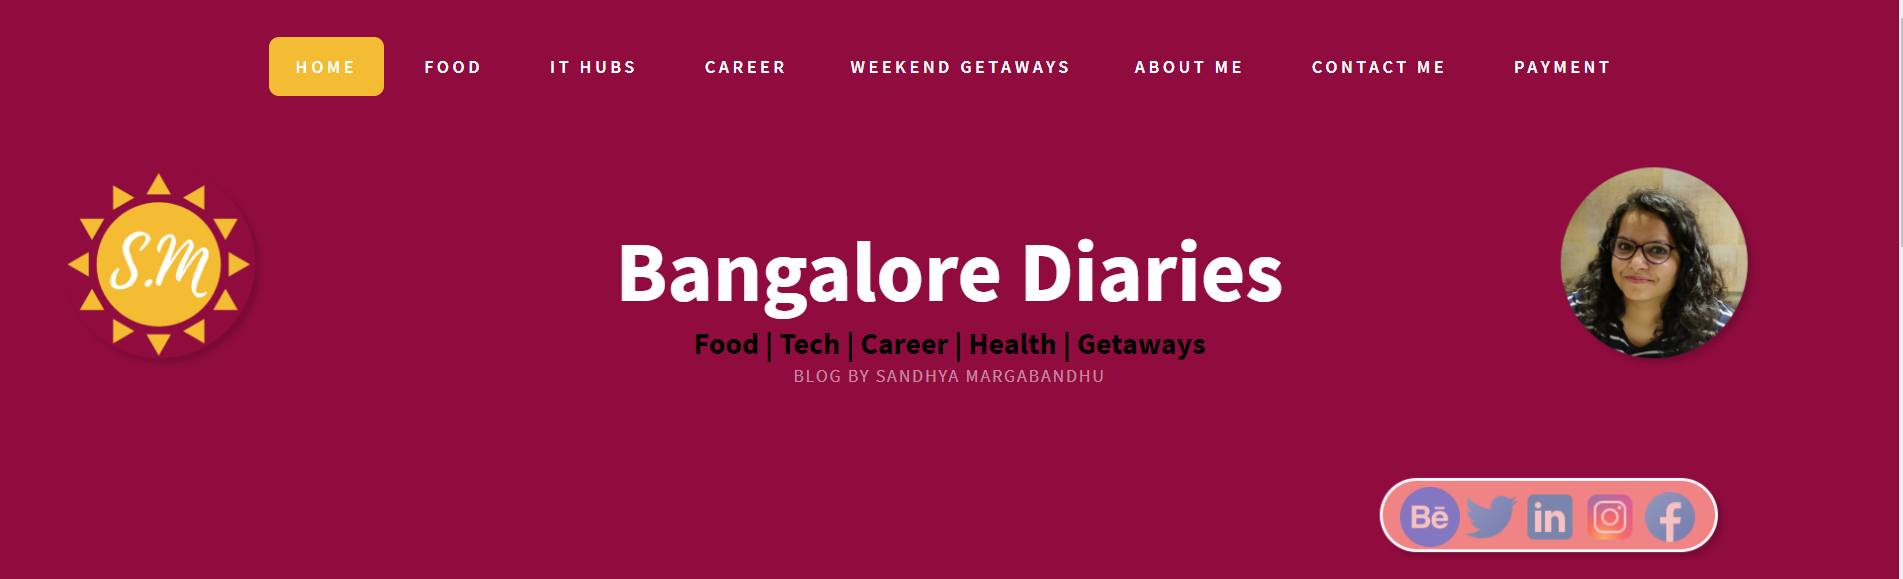 HOME FOOD IT HUBS CAREER WEEKEND GETAWAYS ABOUT ME CONTACT ME PAYMENT
S.M
Bangalore Diaries
Food | Tech | Career | Health | Getaways
BLOG BY SANDHYA MARGABANDHU
Bē in f